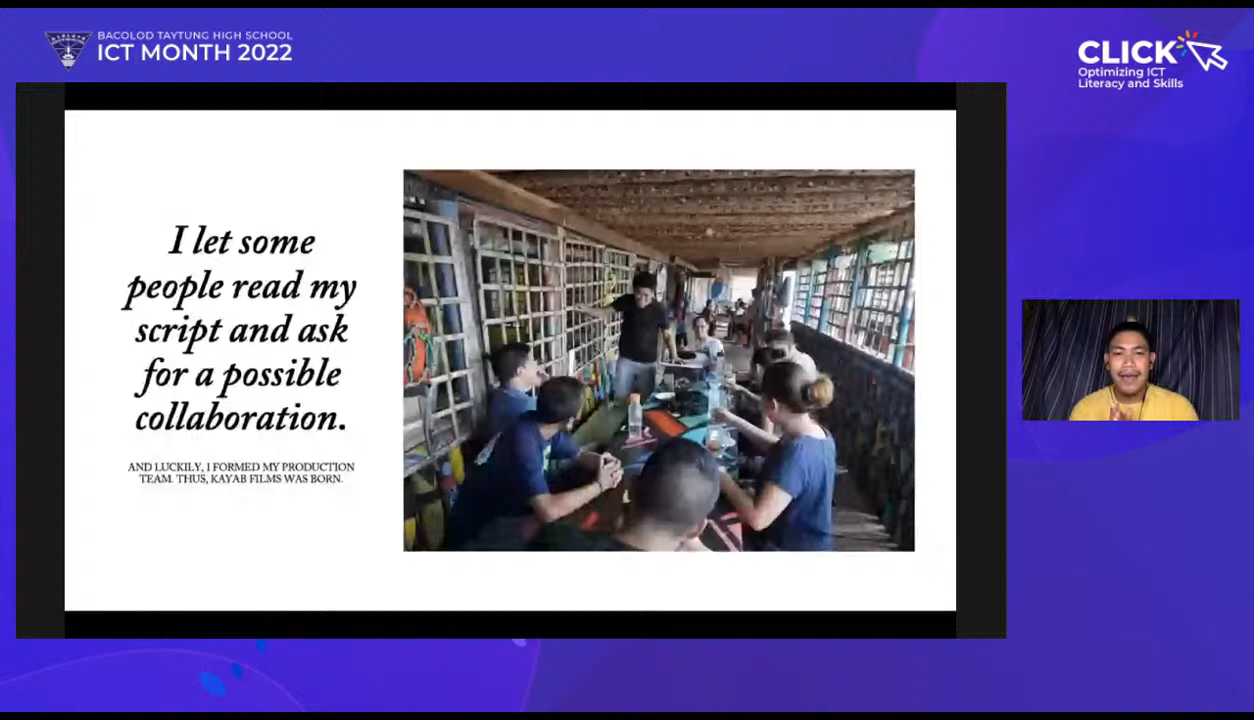 BACOLOD TAYTUNG HIGH SCHOOL
ICT MONTH 2022
CLICK
Optimizing ICT
Literacy and Skills
I let some
people read my
script and ask
for a possible
collaboration.
AND LUCKILY, I FORMED MY PRODUCTION
TEAM. THUS, KAYAB FILMS WAS BORN.